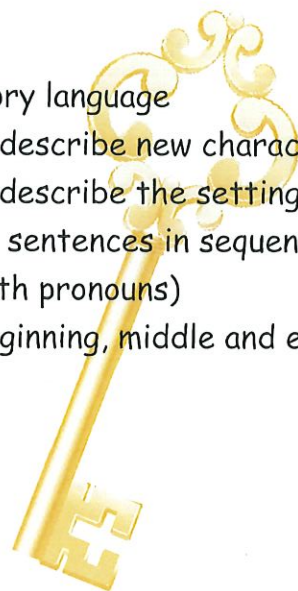 ory language
describe new charac
describe the setting
sentences in sequen
th pronouns)
ginning, middle and e